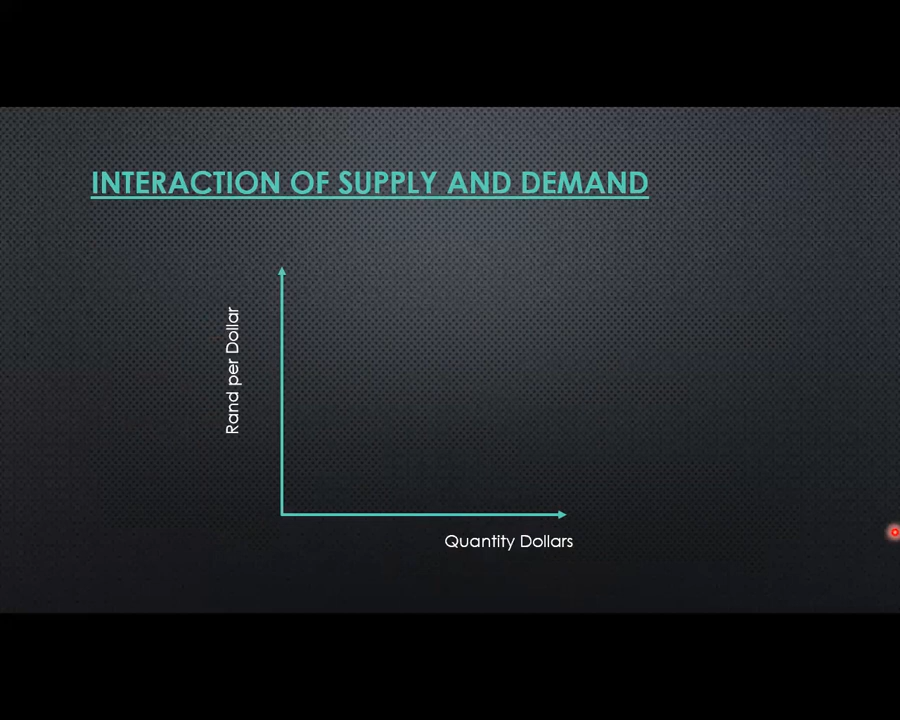 INTERACTION OF SUPPLY AND DEMAND
Rand per Dollar
Quantity Dollars